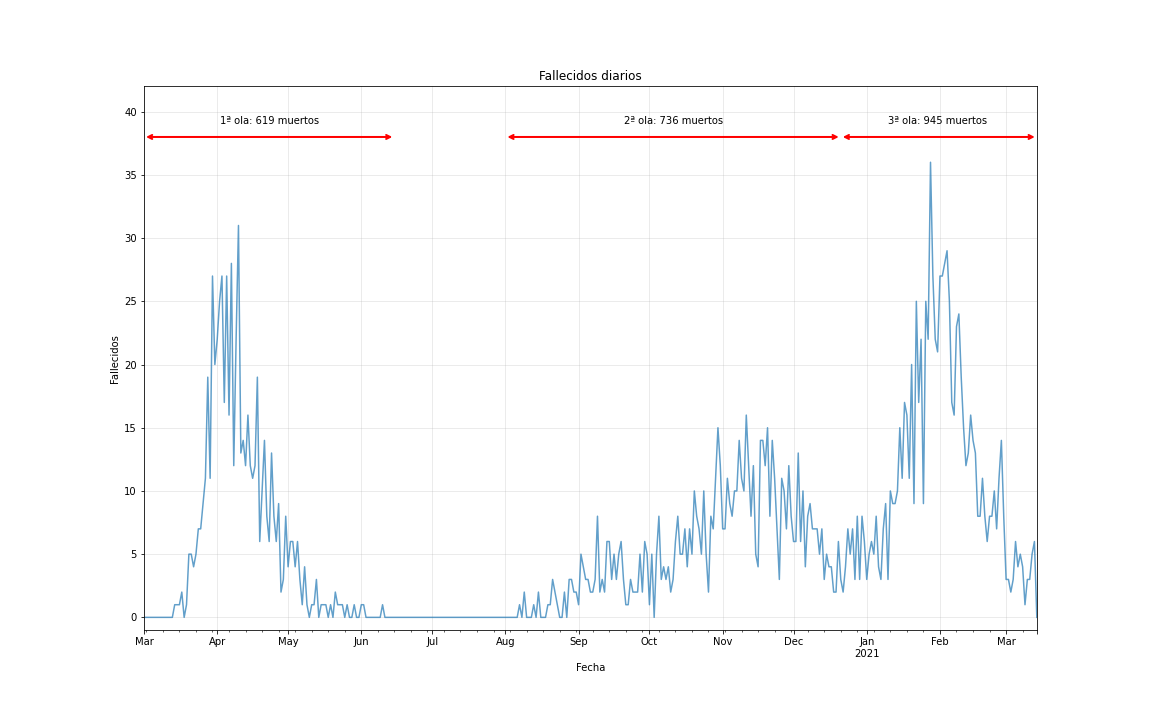 Fallecidos diarios
1ª ola: 619 muertos
2ª ola: 736 muertos
3ª ola: 945 muertos
40
35
30
25
20
15
10
5
0
Fallecidos
Mar Apr May Jun Jul Aug Sep Oct Nov Dec Jan Feb Mar
2021
Fecha